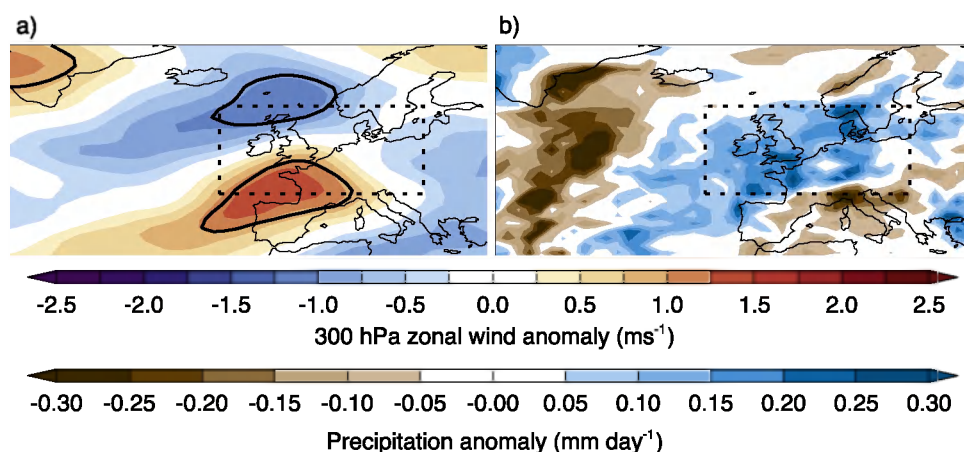 a) b)
-2.5 -2.0 -1.5 -1.0 -0.5 0.0 0.5 1.0 1.5 2.0 2.5
300 hPa zonal wind anomaly (ms⁻¹)
-0.30 -0.25 -0.20 -0.15 -0.10 -0.05 -0.00 0.05 0.10 0.15 0.20 0.25 0.30
Precipitation anomaly (mm day⁻¹)